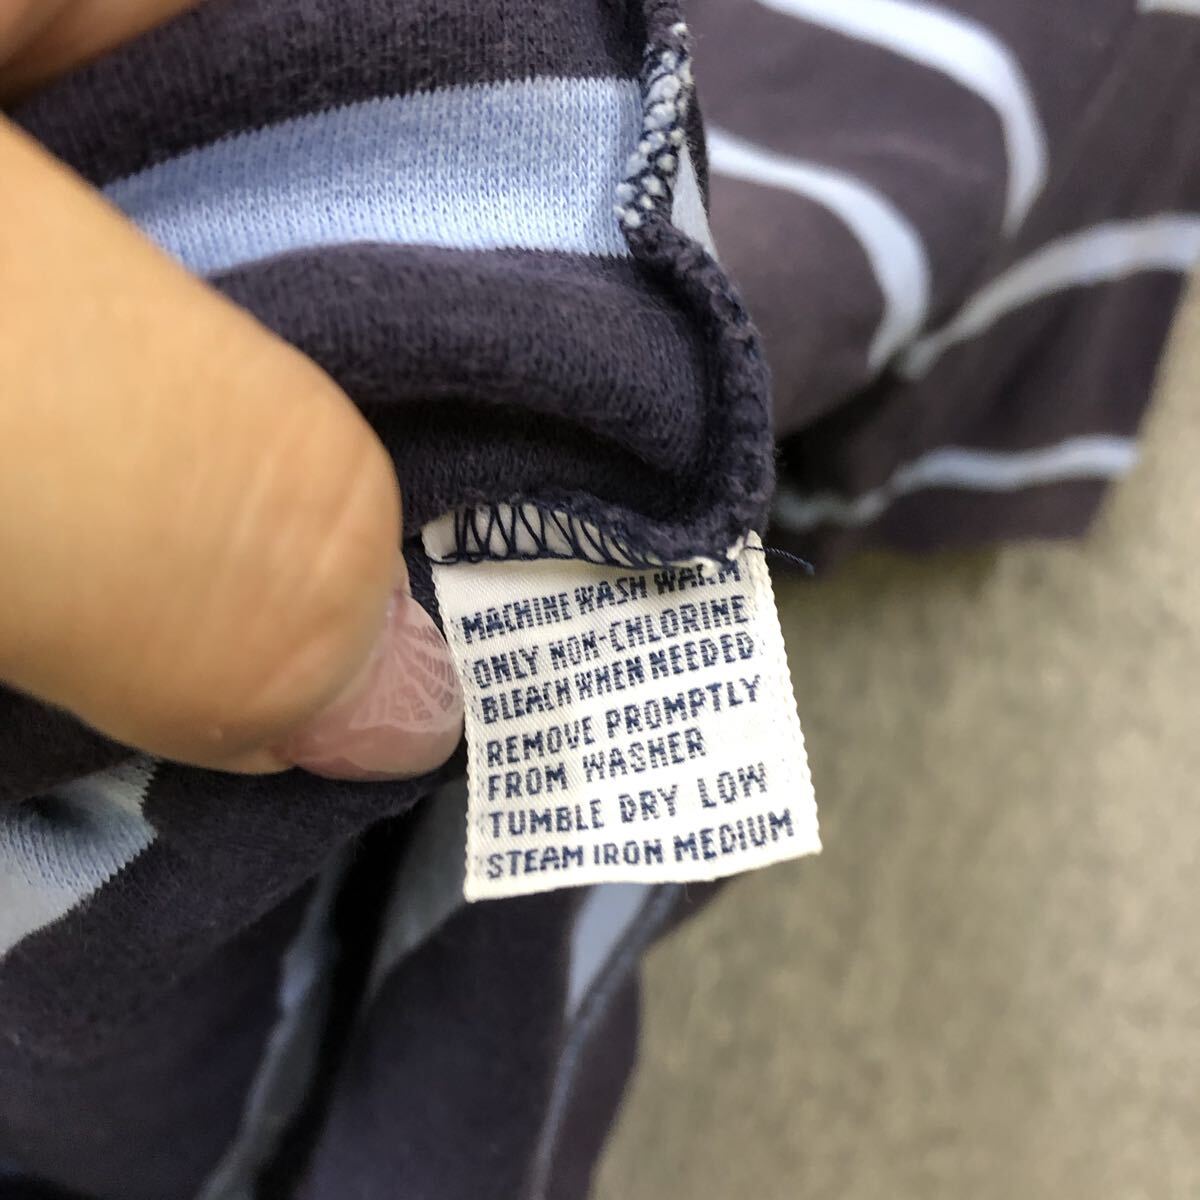 MACHINE WASH WARM
ONLY NON-CHLORINE
BLEACH WHEN NEEDED
REMOVE PROMPTLY
FROM WASHER
TUMBLE DRY LOW
STEAM IRON MEDIUM